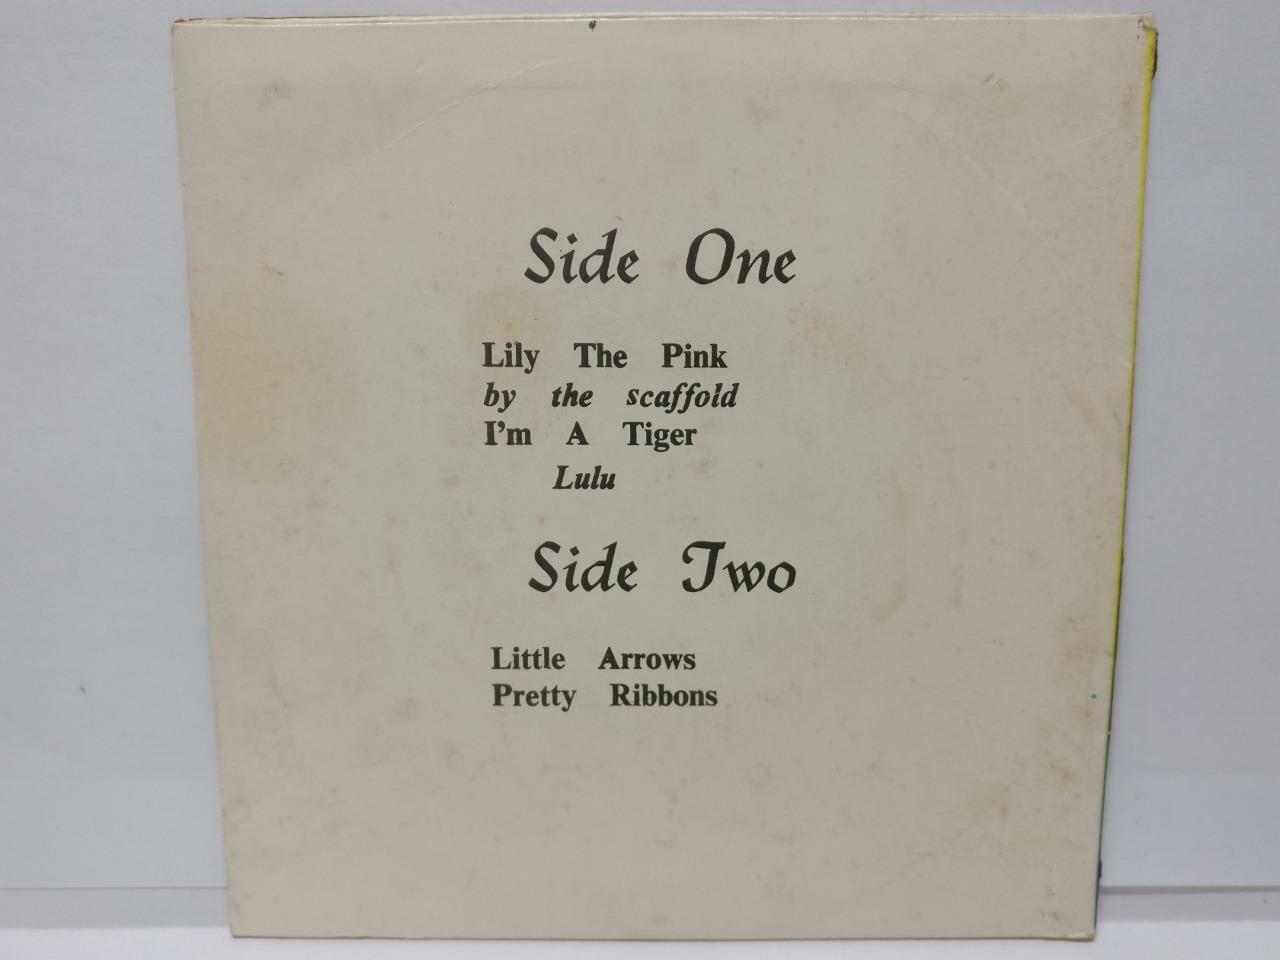 Side One
Lily The Pink
by the scaffold
I'm A Tiger
Lulu
Side Two
Little Arrows
Pretty Ribbons